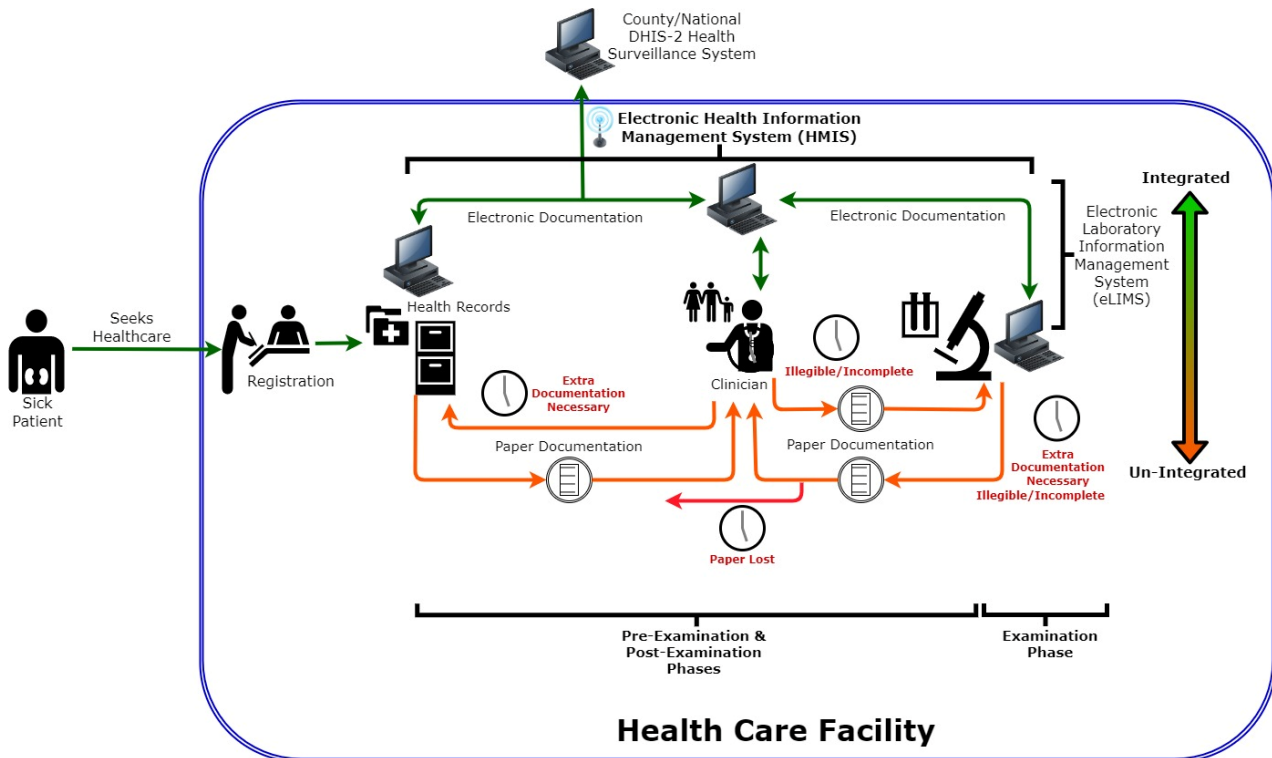 County/National
DHIS-2 Health
Surveillance System
Electronic Health Information
Management System (HMIS)
Integrated
Electronic Documentation
Electronic Documentation
Electronic
Laboratory
Information
Management
System
(eLIMS)
Health Records
Seeks
Healthcare
Registration
Sick
Patient
Clinician
Illegible/Incomplete
Extra
Documentation
Necessary
Paper Documentation
Paper Documentation
Extra
Documentation
Necessary
Illegible/Incomplete
Un-Integrated
Paper Lost
Pre-Examination &
Post-Examination
Phases
Examination
Phase
Health Care Facility